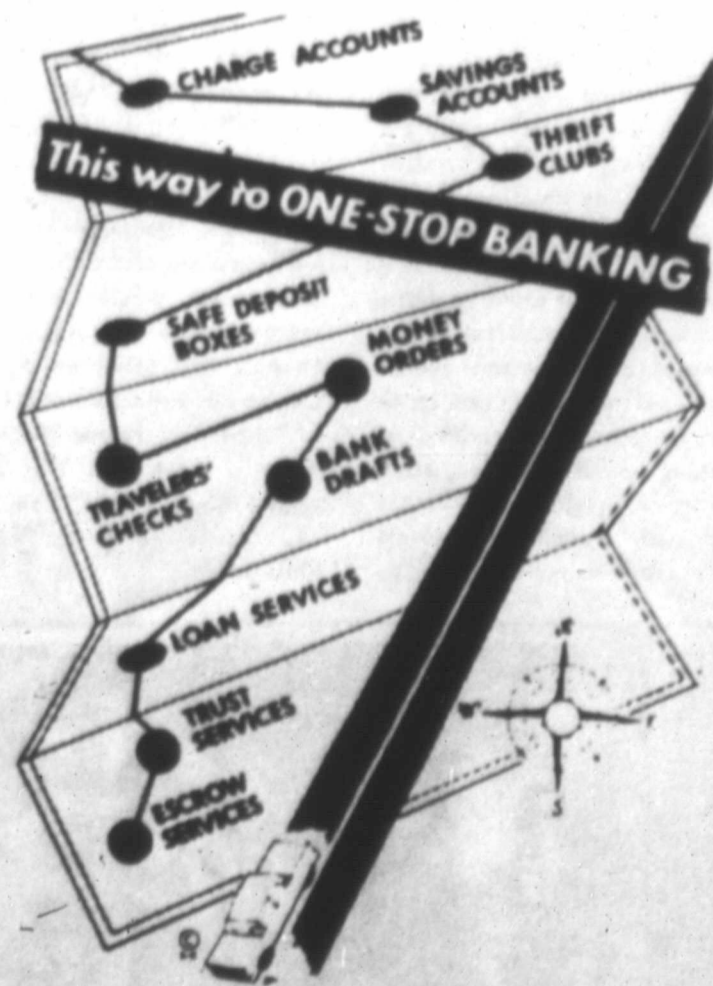 CHARGE ACCOUNTS
SAVINGS
ACCOUNTS
THRIFT
CLUBS
This way to ONE-STOP BANKING
SAFE DEPOSIT
BOXES
MONEY
ORDERS
TRAVELERS'
CHECKS
BANK
DRAFTS
LOAN SERVICES
TRUST
SERVICES
ESCROW
SERVICES
S